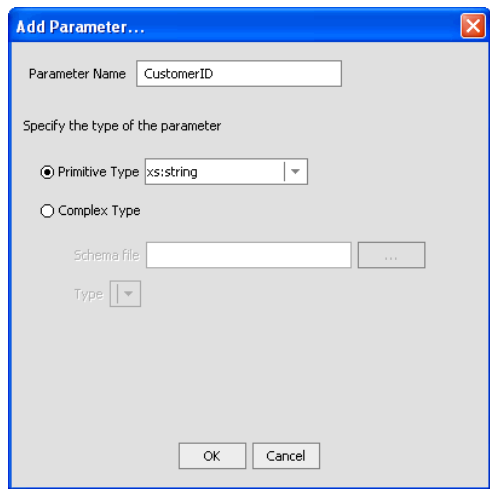 Add Parameter...
Parameter Name CustomerID
Specify the type of the parameter
Primitive Type xs:string
Complex Type
Schema file ...
Type
OK Cancel